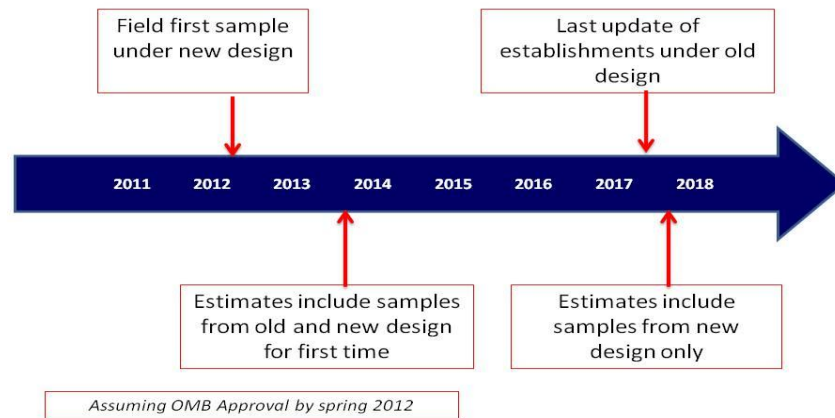 Field first sample
under new design
Last update of
establishments under old
design
2011 2012 2013 2014 2015 2016 2017 2018
Estimates include samples
from old and new design
for first time
Estimates include
samples from new
design only
Assuming OMB Approval by spring 2012